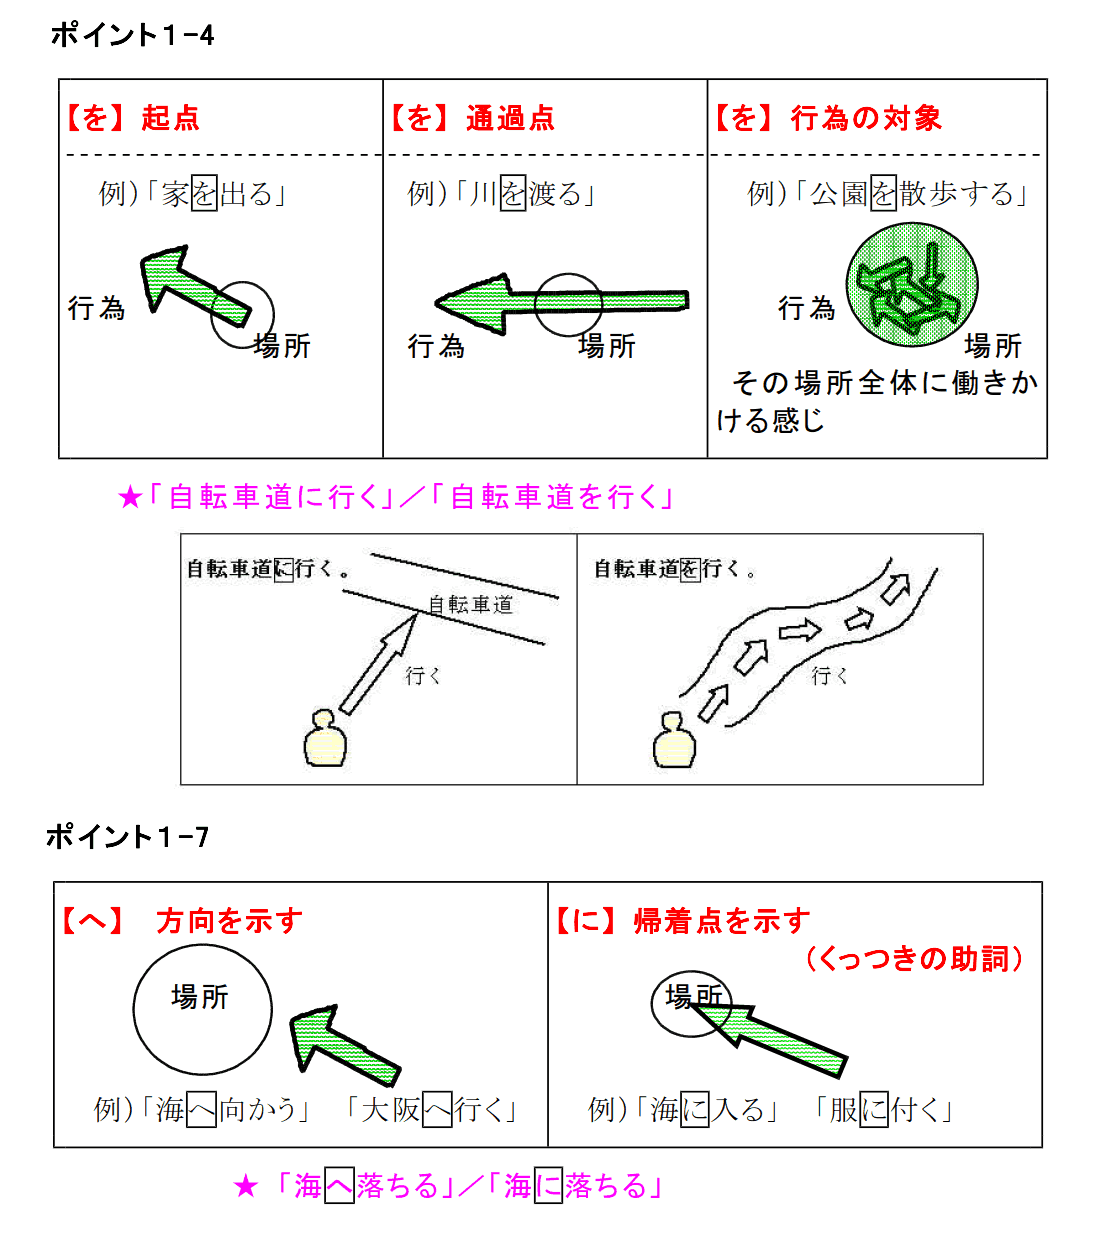 ポイント1-4
【を】起点
【を】通過点
【を】行為の対象
例)「家を出る」
例)「川を渡る」
例)「公園を散歩する」
行為
場所
行為
場所
行為
場所
その場所全体に働きか
ける感じ
★「自転車道に行く」／「自転車道を行く」
自転車道に行く。
自転車道
行く
自転車道を行く。
行く
ポイント1-7
【へ】 方向を示す
【に】帰着点を示す
(くっつきの助詞)
場所
場所
例)「海へ向かう」 「大阪へ行く」
例)「海に入る」 「服に付く」
★「海へ落ちる」／「海に落ちる」